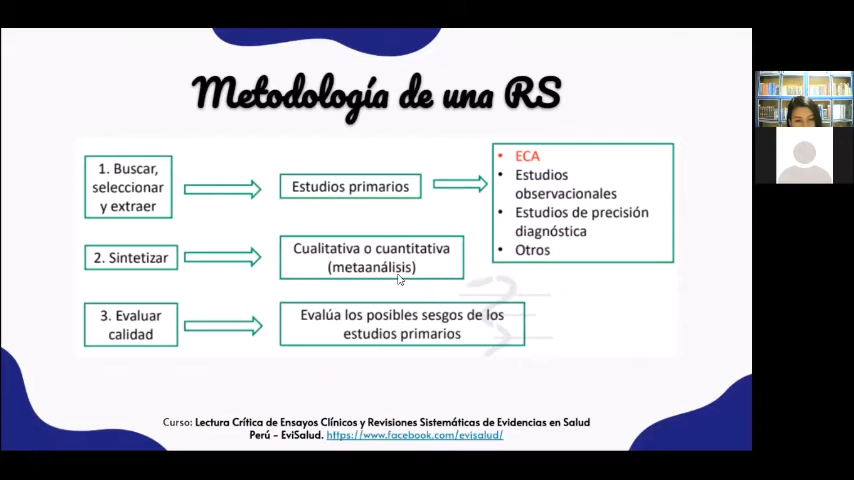 Metodología de una RS
1. Buscar,
seleccionar
y extraer
Estudios primarios
• ECA
• Estudios
observacionales
• Estudios de precisión
diagnóstica
• Otros
2. Sintetizar
Cualitativa o cuantitativa
(metaanálisis)
3. Evaluar
calidad
Evalúa los posibles sesgos de los
estudios primarios
Curso: Lectura Crítica de Ensayos Clínicos y Revisiones Sistemáticas de Evidencias en Salud
Perú - EviSalud. https://www.facebook.com/evisalud/